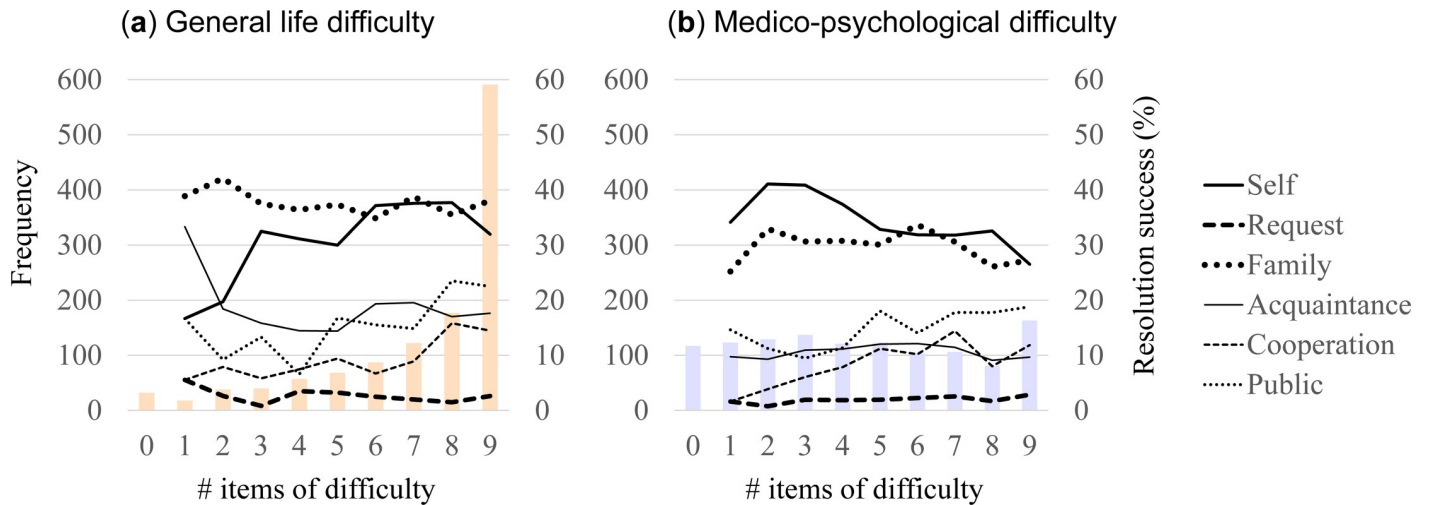 (a) General life difficulty
(b) Medico-psychological difficulty
Frequency
600
500
400
300
200
100
0
60
50
40
30
20
10
0
0 1 2 3 4 5 6 7 8 9
# items of difficulty
600
500
400
300
200
100
0
60
50
40
30
20
10
0
Resolution success (%)
0 1 2 3 4 5 6 7 8 9
# items of difficulty
Self
Request
Family
Acquaintance
Cooperation
Public